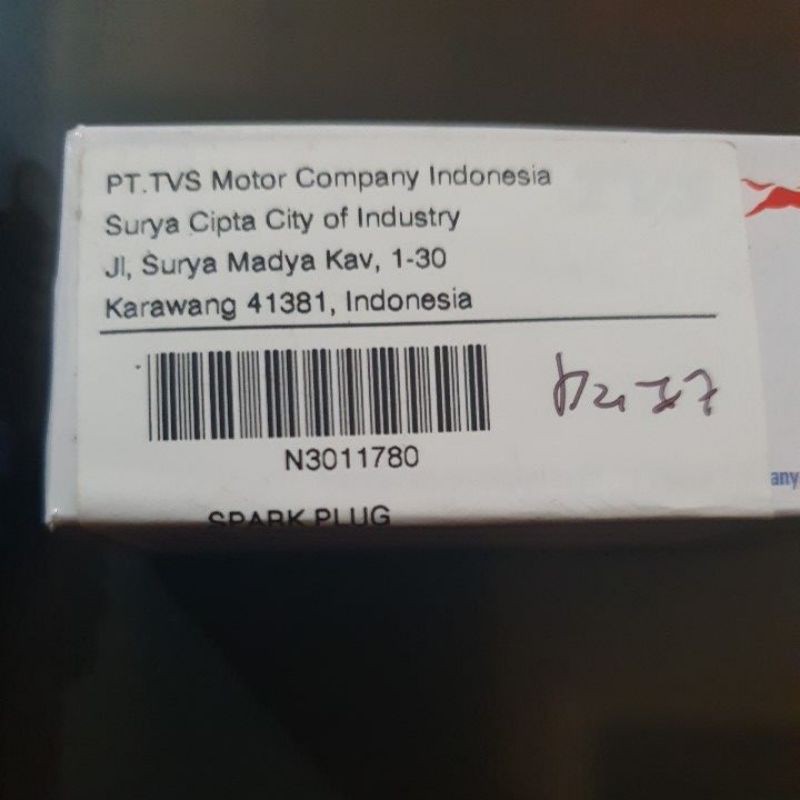 PT.TVS Motor Company Indonesia
Surya Cipta City of Industry
Jl, Surya Madya Kav, 1-30
Karawang 41381, Indonesia
N3011780
SPARK PLUG
any